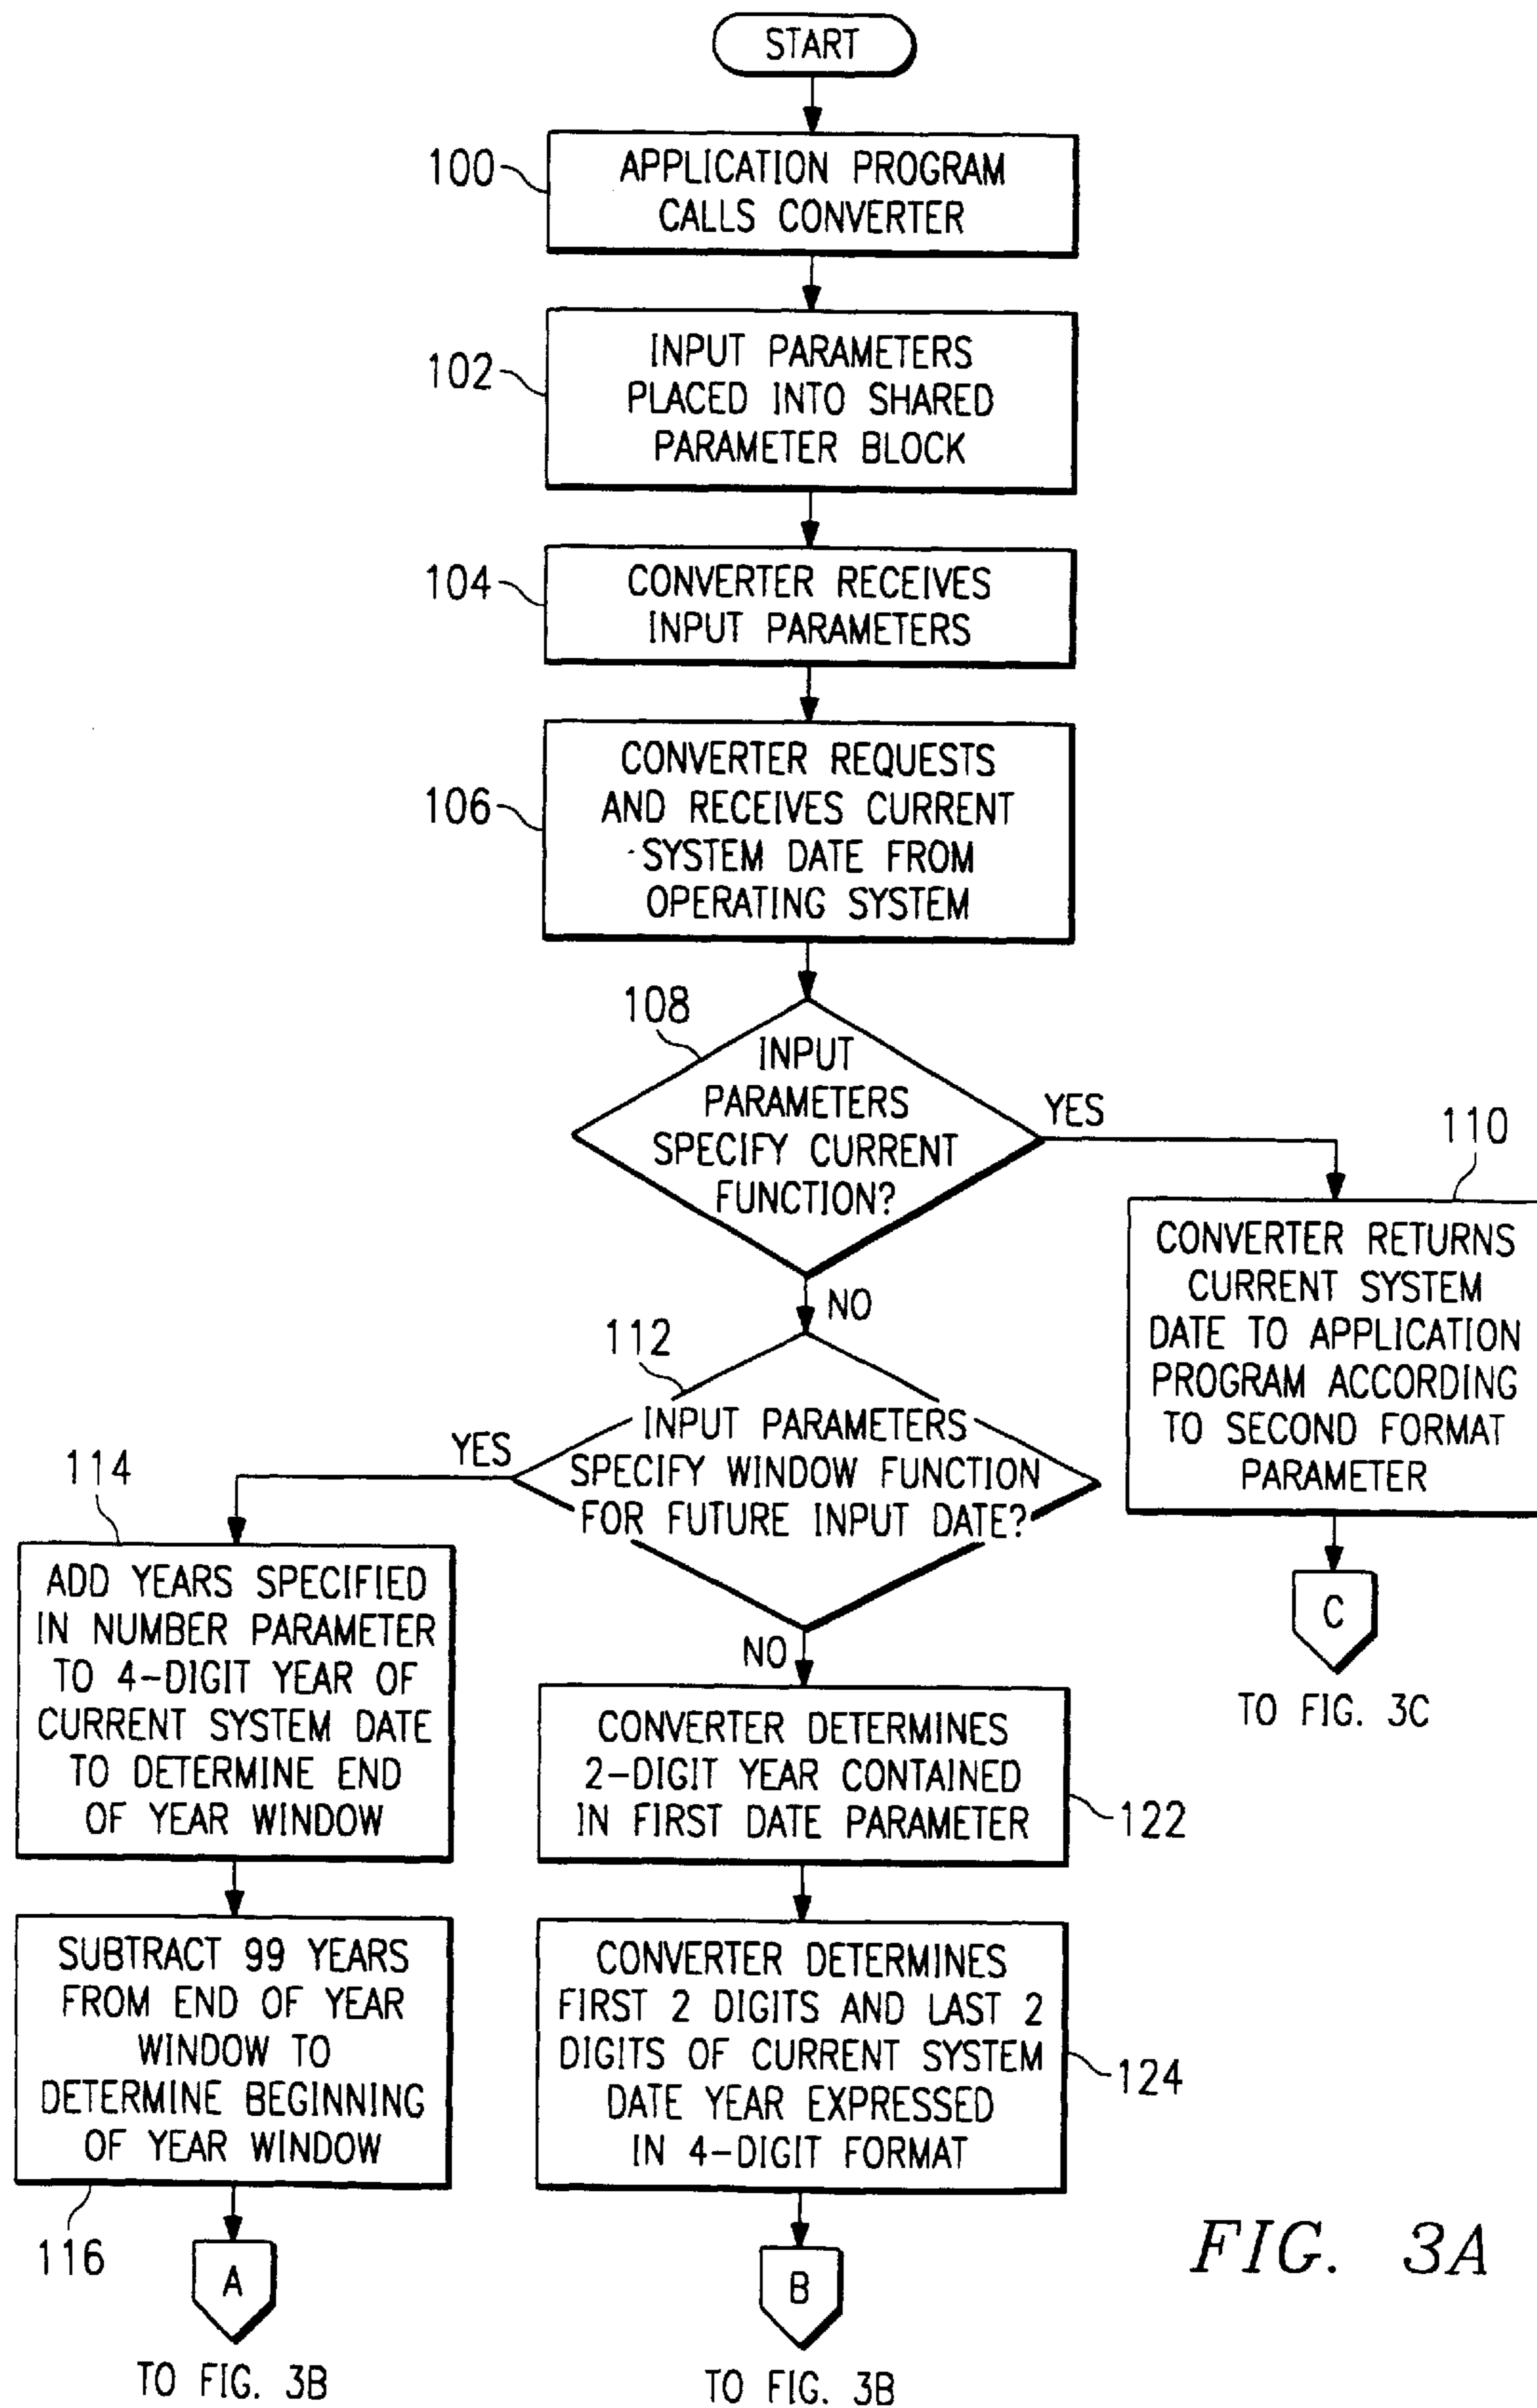 START
100
APPLICATION PROGRAM
CALLS CONVERTER
102
INPUT PARAMETERS
PLACED INTO SHARED
PARAMETER BLOCK
104
CONVERTER RECEIVES
INPUT PARAMETERS
106
CONVERTER REQUESTS
AND RECEIVES CURRENT
SYSTEM DATE FROM
OPERATING SYSTEM
108
INPUT
PARAMETERS
SPECIFY CURRENT
FUNCTION?
YES
NO
110
CONVERTER RETURNS
CURRENT SYSTEM
DATE TO APPLICATION
PROGRAM ACCORDING
TO SECOND FORMAT
PARAMETER
C
TO FIG. 3C
112
INPUT PARAMETERS
SPECIFY WINDOW FUNCTION
FOR FUTURE INPUT DATE?
YES
NO
114
ADD YEARS SPECIFIED
IN NUMBER PARAMETER
TO 4-DIGIT YEAR OF
CURRENT SYSTEM DATE
TO DETERMINE END
OF YEAR WINDOW
SUBTRACT 99 YEARS
FROM END OF YEAR
WINDOW TO
DETERMINE BEGINNING
OF YEAR WINDOW
116
A
TO FIG. 3B
CONVERTER DETERMINES
2-DIGIT YEAR CONTAINED
IN FIRST DATE PARAMETER
122
CONVERTER DETERMINES
FIRST 2 DIGITS AND LAST 2
DIGITS OF CURRENT SYSTEM
DATE YEAR EXPRESSED
IN 4-DIGIT FORMAT
124
B
TO FIG. 3B
FIG. 3A